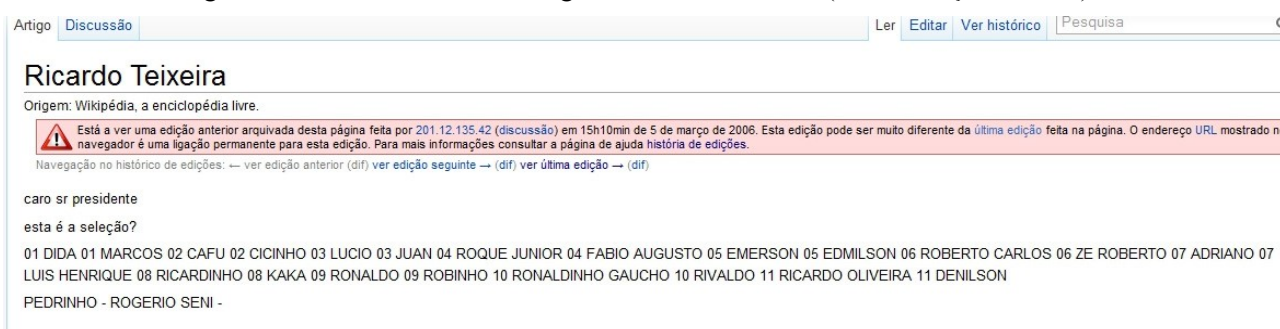 Artigo Discussão Ler Editar Ver histórico Pesquisa
Ricardo Teixeira
Origem: Wikipédia, a enciclopédia livre.
Está a ver uma edição anterior arquivada desta página feita por 201.12.135.42 (discussão) em 15h10min de 5 de março de 2006. Esta edição pode ser muito diferente da última edição feita na página. O endereço URL mostrado n
navegador é uma ligação permanente para esta edição. Para mais informações consultar a página de ajuda história de edições.
Navegação no histórico de edições: ← ver edição anterior (dif) ver edição seguinte → (dif) ver última edição → (dif)
caro sr presidente
esta é a seleção?
01 DIDA 01 MARCOS 02 CAFU 02 CICINHO 03 LUCIO 03 JUAN 04 ROQUE JUNIOR 04 FABIO AUGUSTO 05 EMERSON 05 EDMILSON 06 ROBERTO CARLOS 06 ZE ROBERTO 07 ADRIANO 07
LUIS HENRIQUE 08 RICARDINHO 08 KAKA 09 RONALDO 09 ROBINHO 10 RONALDINHO GAUCHO 10 RIVALDO 11 RICARDO OLIVEIRA 11 DENILSON
PEDRINHO - ROGERIO SENI -